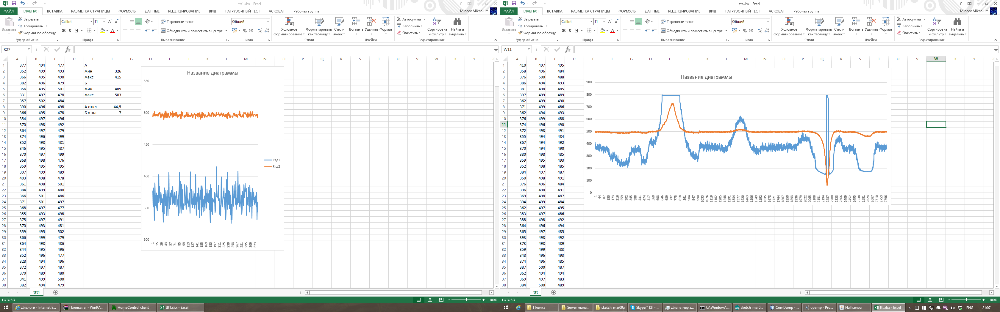 ttt1.xlsx - Excel
ФАЙЛ ГЛАВНАЯ ВСТАВКА РАЗМЕТКА СТРАНИЦЫ ФОРМУЛЫ ДАННЫЕ РЕЦЕНЗИРОВАНИЕ ВИД НАГРУЗОЧНЫЙ ТЕСТ ACROBAT Рабочая группа Mineev Mikhail
Вставить
Вырезать
Копировать
Формат по образцу
Буфер обмена
Calibri 11
Ж К Ч
Шрифт
Перенести текст
Объединить и поместить в центре
Выравнивание
Общий
% 000
Число
Условное форматирование
Форматировать как таблицу
Стили ячеек
Стили
Вставить Удалить Формат
Ячейки
Автосумма
Заполнить
Очистить
Сортировка и фильтр
Найти и выделить
Редактирование
R27
A B C D E F G H I J K L M N O P Q R S T U V W X Y
1 377 494 477 А
2 352 499 493 мин 326
3 366 495 490 макс 415
4 382 496 479 Б
5 356 495 501 мин 489
6 331 497 478 макс 503
7 357 502 484
8 390 496 498 А откл 44,5
9 366 495 478 Б откл 7
10 354 497 496
11 370 498 492
12 364 497 479
13 374 496 499
14 352 498 481
15 346 495 487
16 370 497 499
17 368 498 476
18 359 495 495
19 397 499 489
20 403 498 478
21 361 498 501
22 384 499 480
23 366 501 486
24 371 501 497
25 368 497 477
26 355 493 498
27 375 497 491
28 370 493 481
29 359 495 502
30 366 499 479
31 364 498 486
32 344 495 496
33 352 496 477
34 328 494 496
35 372 497 487
36 370 489 480
37 341 499 500
38 382 494 479
Название диаграммы
550
500
450
400
350
300
1 15 29 43 57 71 85 99 113 127 141 155 169 183 197 211 225 239 253 267 281 295 309 323
Ряд1
Ряд2
ttt1
ГОТОВО
100%
ttt.xlsx - Excel
ФАЙЛ ГЛАВНАЯ ВСТАВКА РАЗМЕТКА СТРАНИЦЫ ФОРМУЛЫ ДАННЫЕ РЕЦЕНЗИРОВАНИЕ ВИД НАГРУЗОЧНЫЙ ТЕСТ ACROBAT Рабочая группа Mineev Mikhail
Вставить
Вырезать
Копировать
Формат по образцу
Буфер обмена
Calibri 11
Ж К Ч
Шрифт
Перенести текст
Объединить и поместить в центре
Выравнивание
Общий
% 000
Число
Условное форматирование
Форматировать как таблицу
Стили ячеек
Стили
Вставить Удалить Формат
Ячейки
Автосумма
Заполнить
Очистить
Сортировка и фильтр
Найти и выделить
Редактирование
W11
A B C D E F G H I J K L M N O P Q R S T U V W X Y
1 410 497 495
2 358 496 484
3 376 500 488
4 386 494 493
5 381 498 485
6 397 499 489
7 362 499 490
8 371 499 486
9 362 494 493
10 376 499 488
11 374 496 490
12 372 498 491
13 355 494 484
14 367 494 492
15 370 494 490
16 380 498 485
17 359 495 493
18 352 498 485
19 384 497 487
20 350 498 491
21 376 496 484
22 396 498 491
23 369 498 487
24 394 499 484
25 362 497 495
26 383 497 486
27 388 498 492
28 364 496 494
29 365 497 485
30 393 498 492
31 373 498 489
32 359 499 483
33 348 496 493
34 374 496 485
35 387 500 487
36 362 494 494
37 369 497 483
38 384 500 489
Название диаграммы
900
800
700
600
500
400
300
200
100
0
1 44 87 130 173 216 259 302 345 388 431 474 517 560 603 646 689 732 775 818 861 904 947 990 1033 1076 1119 1162 1205 1248 1291 1334 1377 1420 1463 1506 1549 1592 1635 1678 1721 1764 1807 1850 1893 1936 1979 2022 2065 2108 2151 2194 2237 2280 2323 2366 2409 2452 2495 2538 2581 2624 2667 2710 2753 2796
ttt
ГОТОВО
100%
Диалоги - Internet E...
Пленка.rar - WinRA...
HomeControl client
ttt1.xlsx - Excel
Пленка
Server mana...
sketch_mar09a
Skype™ [2] - ...
Диспетчер з...
C:\Windows\...
sketch_mar0...
ComDump - ...
opamp - Pro...
Hall sensor
ttt.xlsx - Excel
ENG
21:07